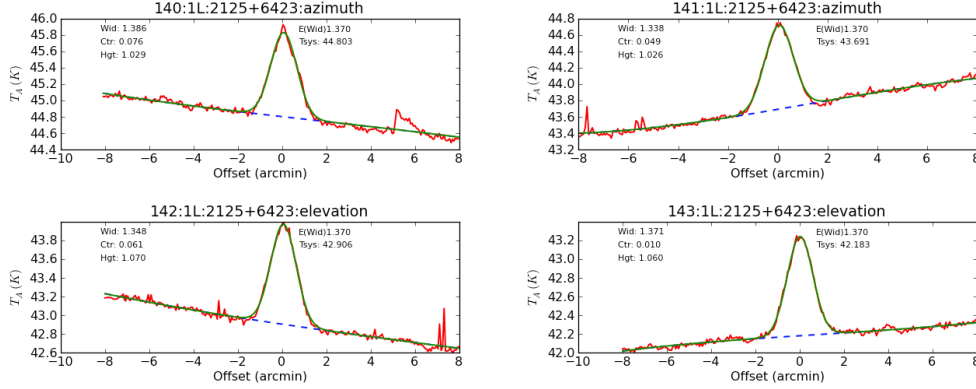 140:1L:2125+6423:azimuth
Wid: 1.386
Ctr: 0.076
Hgt: 1.029
E(Wid)1.370
Tsys: 44.803
46.0
45.8
45.6
45.4
45.2
45.0
44.8
44.6
44.4
T_A (K)
−10 −8 −6 −4 −2 0 2 4 6 8
Offset (arcmin)
141:1L:2125+6423:azimuth
Wid: 1.338
Ctr: 0.049
Hgt: 1.026
E(Wid)1.370
Tsys: 43.691
44.8
44.6
44.4
44.2
44.0
43.8
43.6
43.4
43.2
T_A (K)
−8 −6 −4 −2 0 2 4 6 8
Offset (arcmin)
142:1L:2125+6423:elevation
Wid: 1.348
Ctr: 0.061
Hgt: 1.070
E(Wid)1.370
Tsys: 42.906
43.8
43.6
43.4
43.2
43.0
42.8
42.6
T_A (K)
−10 −8 −6 −4 −2 0 2 4 6 8
Offset (arcmin)
143:1L:2125+6423:elevation
Wid: 1.371
Ctr: 0.010
Hgt: 1.060
E(Wid)1.370
Tsys: 42.183
43.2
43.0
42.8
42.6
42.4
42.2
42.0
T_A (K)
−10 −8 −6 −4 −2 0 2 4 6 8
Offset (arcmin)